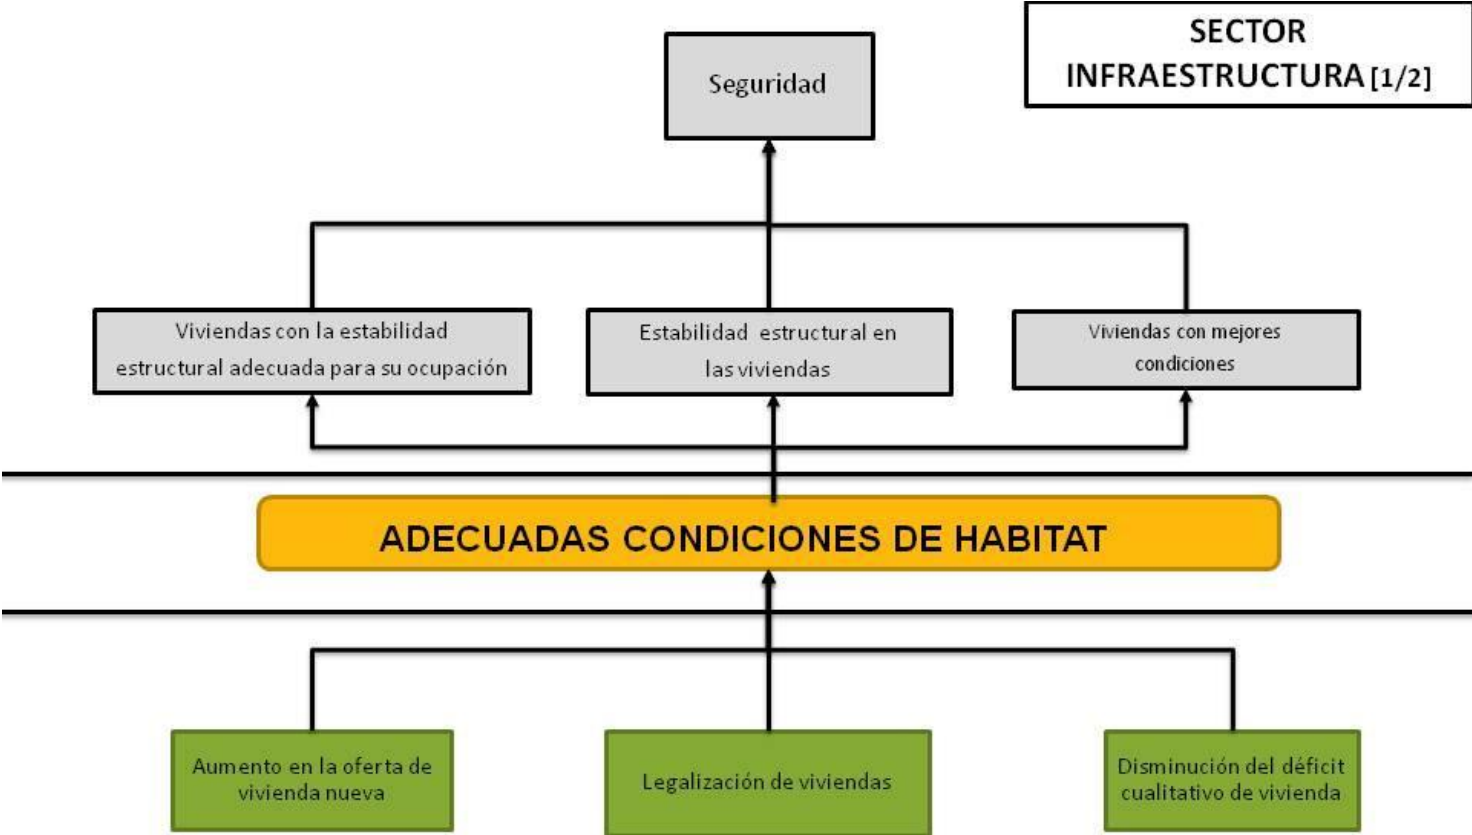 SECTOR
INFRAESTRUCTURA [1/2]
Seguridad
Viviendas con la estabilidad
estructural adecuada para su ocupación
Estabilidad estructural en
las viviendas
Viviendas con mejores
condiciones
ADECUADAS CONDICIONES DE HABITAT
Aumento en la oferta de
vivienda nueva
Legalización de viviendas
Disminución del déficit
cualitativo de vivienda